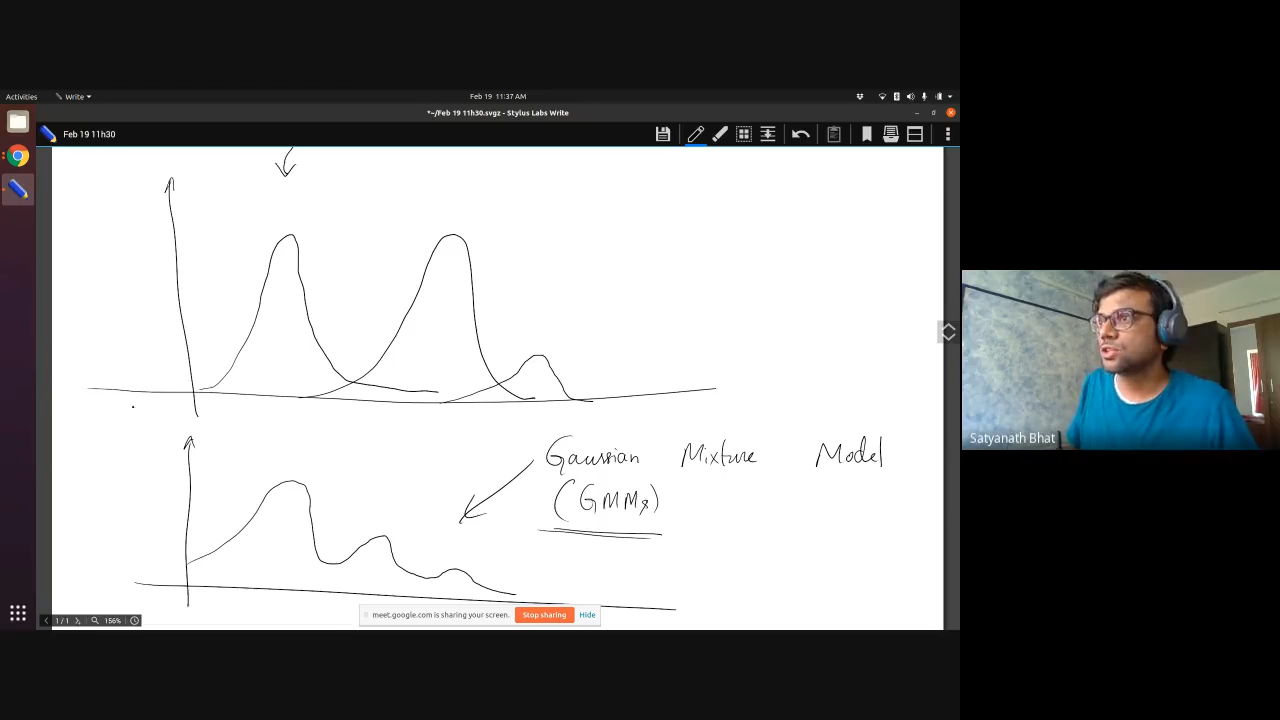 Activities Write Feb 19 11:37 AM
*~/Feb 19 11h30.svgz - Stylus Labs Write
Feb 19 11h30
Gaussian Mixture Model
(GMMs)
Satyanath Bhat
meet.google.com is sharing your screen. Stop sharing Hide
1 / 1 156%